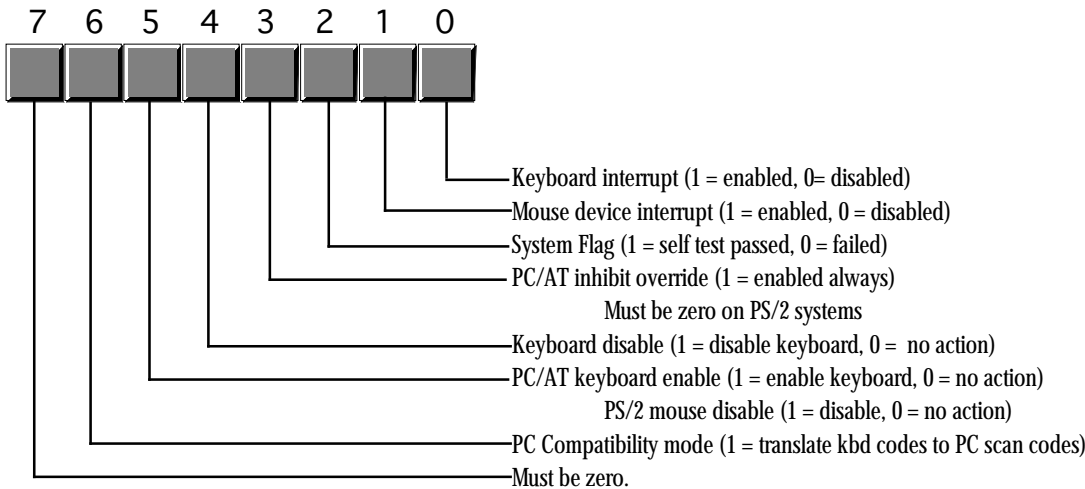 7 6 5 4 3 2 1 0
Keyboard interrupt (1 = enabled, 0= disabled)
Mouse device interrupt (1 = enabled, 0 = disabled)
System Flag (1 = self test passed, 0 = failed)
PC/AT inhibit override (1 = enabled always)
Must be zero on PS/2 systems
Keyboard disable (1 = disable keyboard, 0 = no action)
PC/AT keyboard enable (1 = enable keyboard, 0 = no action)
PS/2 mouse disable (1 = disable, 0 = no action)
PC Compatibility mode (1 = translate kbd codes to PC scan codes)
Must be zero.